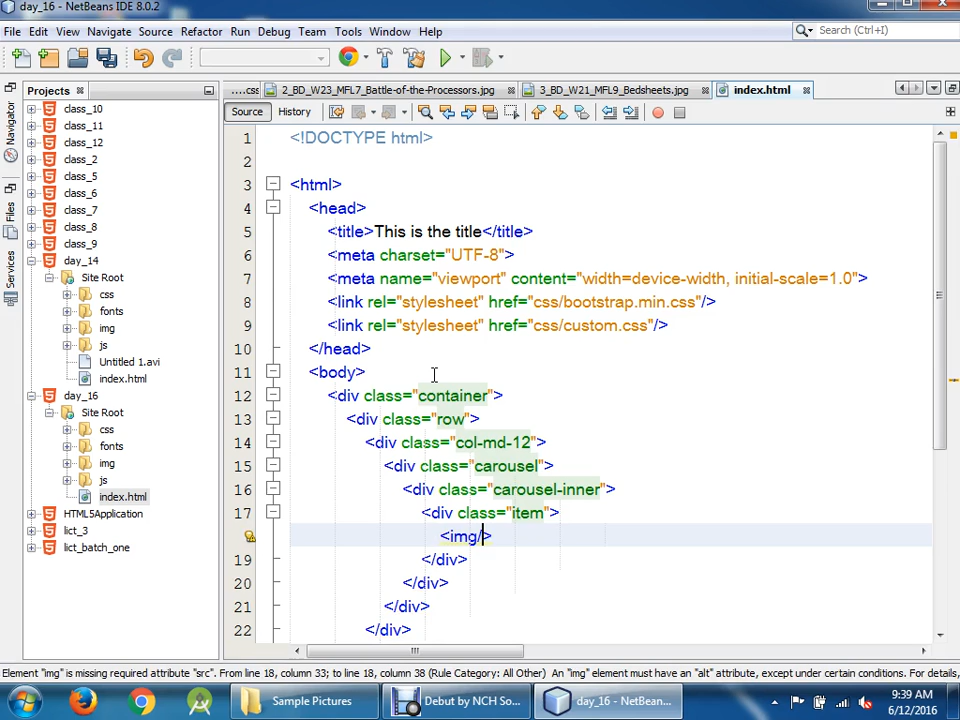 day_16 - NetBeans IDE 8.0.2
File Edit View Navigate Source Refactor Run Debug Team Tools Window Help
Search (Ctrl+I)
Projects
....css 2_BD_W23_MFL7_Battle-of-the-Processors.jpg 3_BD_W21_MFL9_Bedsheets.jpg index.html
Source History
Navigator
Files
Services
class_10
class_11
class_12
class_2
class_5
class_6
class_7
class_8
class_9
day_14
Site Root
css
fonts
img
js
Untitled 1.avi
index.html
day_16
Site Root
css
fonts
img
js
index.html
HTML5Application
lict_3
lict_batch_one
1 <!DOCTYPE html>
2
3 <html>
4 <head>
5 <title>This is the title</title>
6 <meta charset="UTF-8">
7 <meta name="viewport" content="width=device-width, initial-scale=1.0">
8 <link rel="stylesheet" href="css/bootstrap.min.css"/>
9 <link rel="stylesheet" href="css/custom.css"/>
10 </head>
11 <body>
12 <div class="container">
13 <div class="row">
14 <div class="col-md-12">
15 <div class="carousel">
16 <div class="carousel-inner">
17 <div class="item">
<img/>
19 </div>
20 </div>
21 </div>
22 </div>
Element "img" is missing required attribute "src". From line 18, column 33; to line 18, column 38 (Rule Category: All Other) An "img" element must have an "alt" attribute, except under certain conditions. For details,
Sample Pictures
Debut by NCH So...
day_16 - NetBean...
9:39 AM
6/12/2016